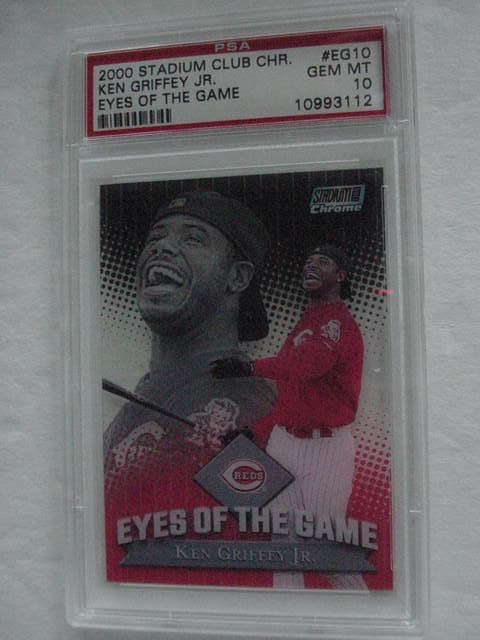 PSA
2000 STADIUM CLUB CHR. #EG10
KEN GRIFFEY JR. GEM MT
EYES OF THE GAME 10
10993112
STADIUM CLUB
Chrome
REDS
EYES OF THE GAME
KEN GRIFFEY JR.